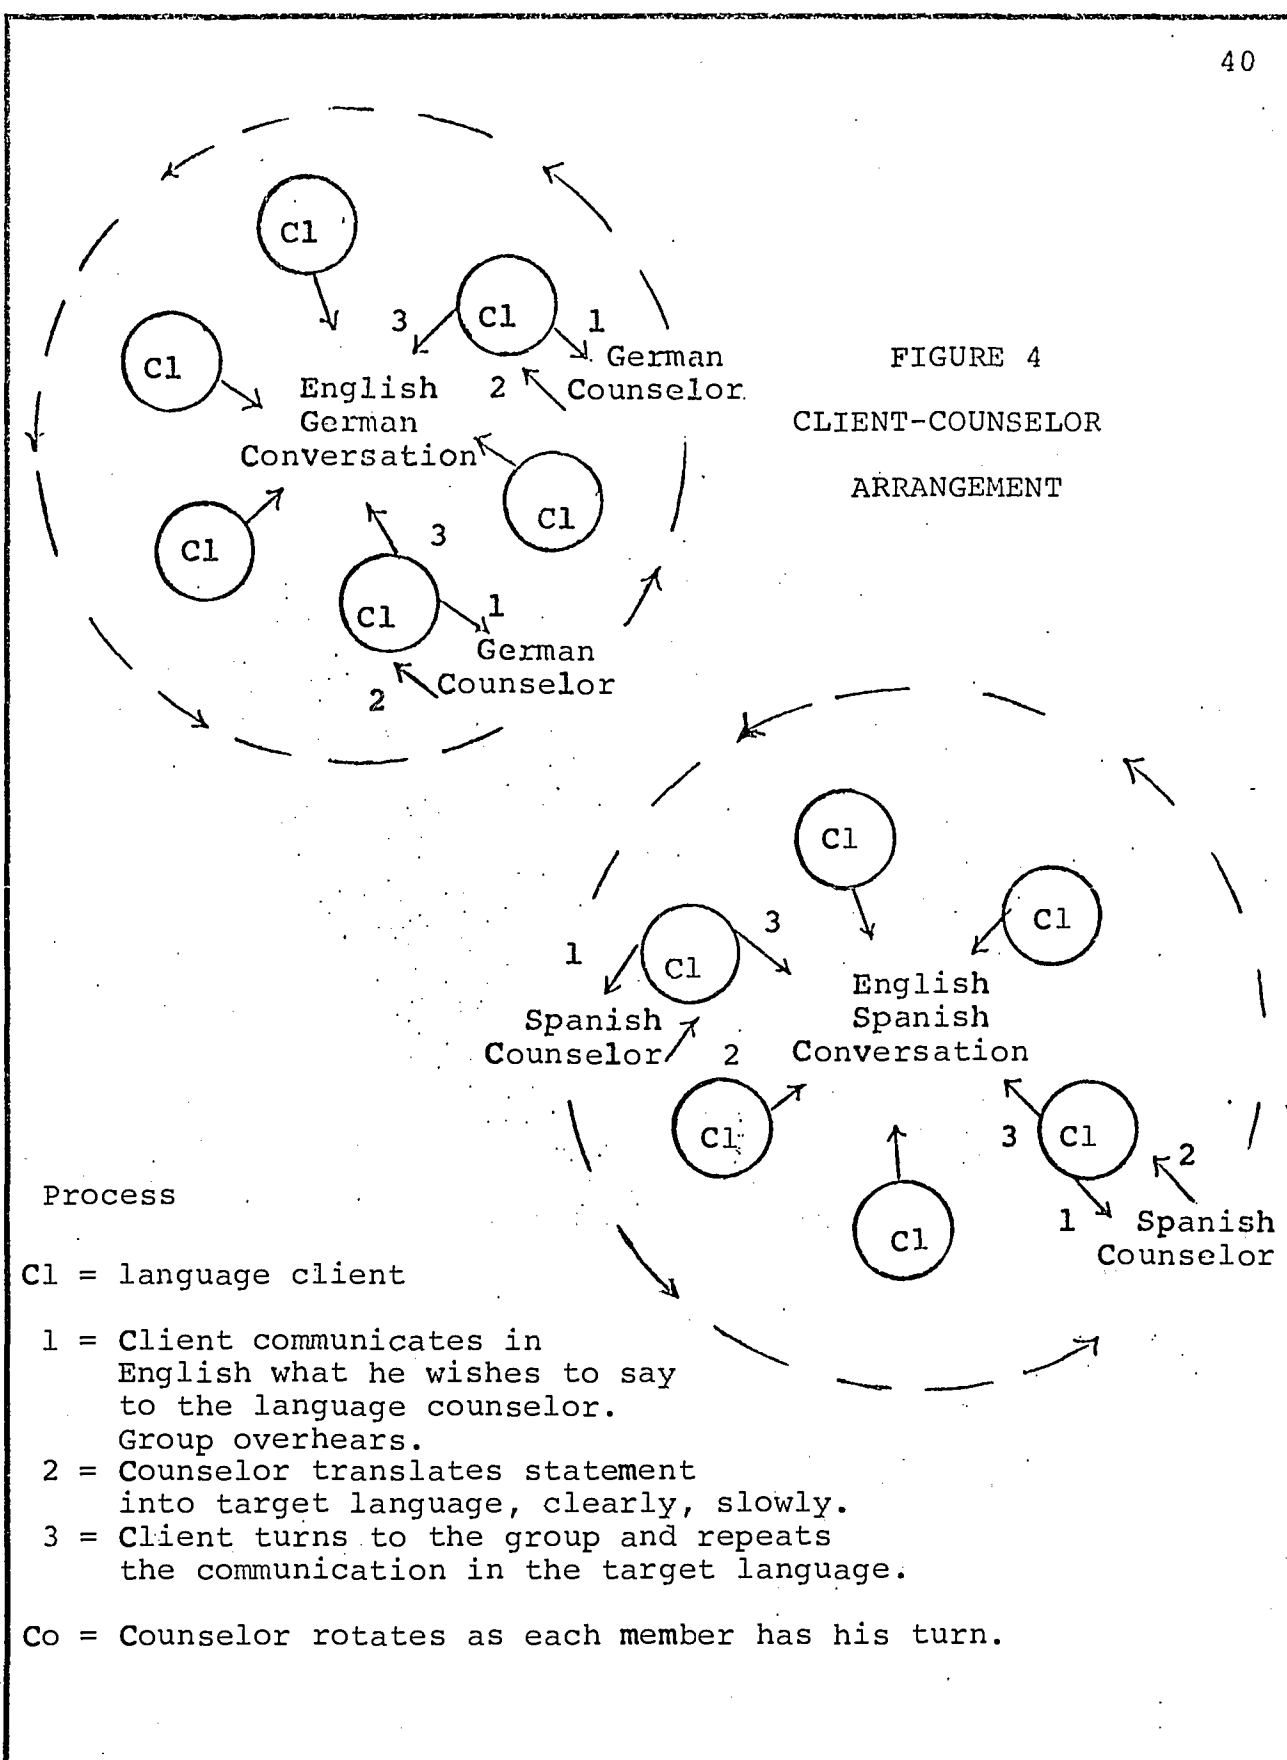 40
Cl
Cl
3
Cl
1
German
Counselor
2
Cl
English
German
Conversation
Cl
Cl
3
Cl
1
German
Counselor
2
FIGURE 4
CLIENT-COUNSELOR
ARRANGEMENT
Cl
Cl
3
1
Cl
Spanish
Counselor
2
English
Spanish
Conversation
Cl
3
Cl
2
1
Spanish
Counselor
Cl
Process
Cl = language client
1 = Client communicates in
English what he wishes to say
to the language counselor.
Group overhears.
2 = Counselor translates statement
into target language, clearly, slowly.
3 = Client turns to the group and repeats
the communication in the target language.
Co = Counselor rotates as each member has his turn.